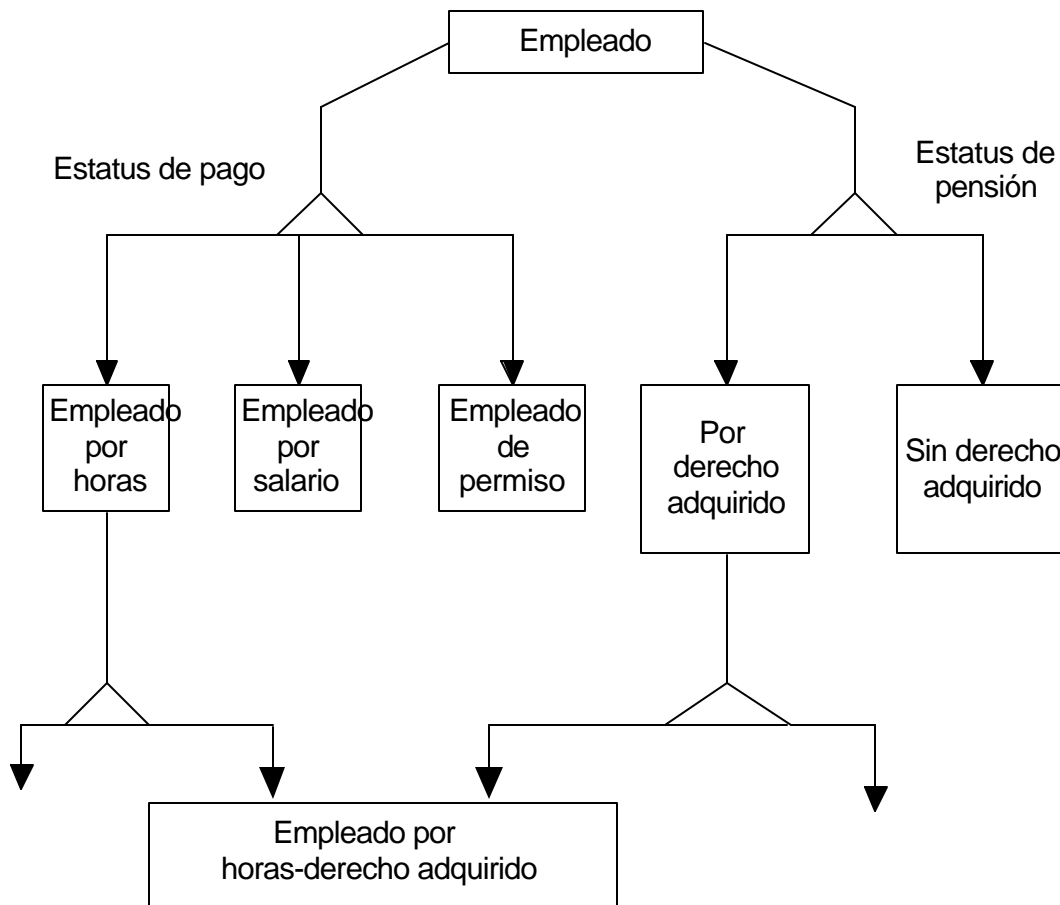 Empleado
Estatus de pago
Estatus de
pensión
Empleado
por
horas
Empleado
por
salario
Empleado
de
permiso
Por
derecho
adquirido
Sin derecho
adquirido
Empleado por
horas-derecho adquirido